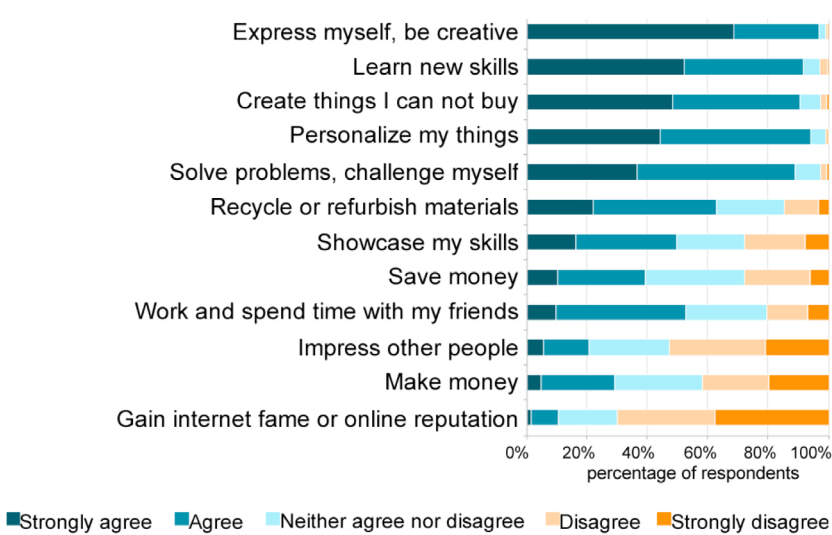 Express myself, be creative
Learn new skills
Create things I can not buy
Personalize my things
Solve problems, challenge myself
Recycle or refurbish materials
Showcase my skills
Save money
Work and spend time with my friends
Impress other people
Make money
Gain internet fame or online reputation
0% 20% 40% 60% 80% 100%
percentage of respondents
Strongly agree Agree Neither agree nor disagree Disagree Strongly disagree